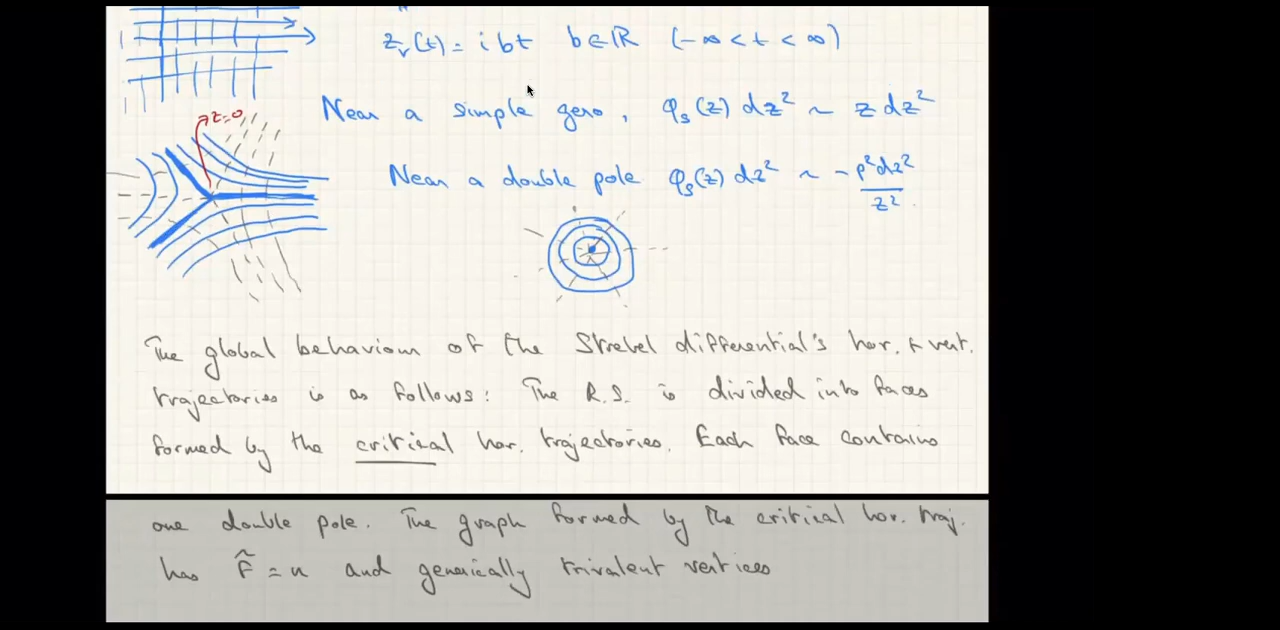 z_v(t) = i b t b ∈ ℝ (-∞ < t < ∞)
z=0
Near a simple zero, φ_s(z) dz² ~ z dz²
Near a double pole φ_s(z) dz² ~ -p² dz² / z²
The global behaviour of the Strebel differential's hor. & vert.
trajectories is as follows: The R.S. is divided into faces
formed by the critical hor. trajectories. Each face contains
one double pole. The graph formed by the critical hor. traj.
has F̃ = n and generically trivalent vertices